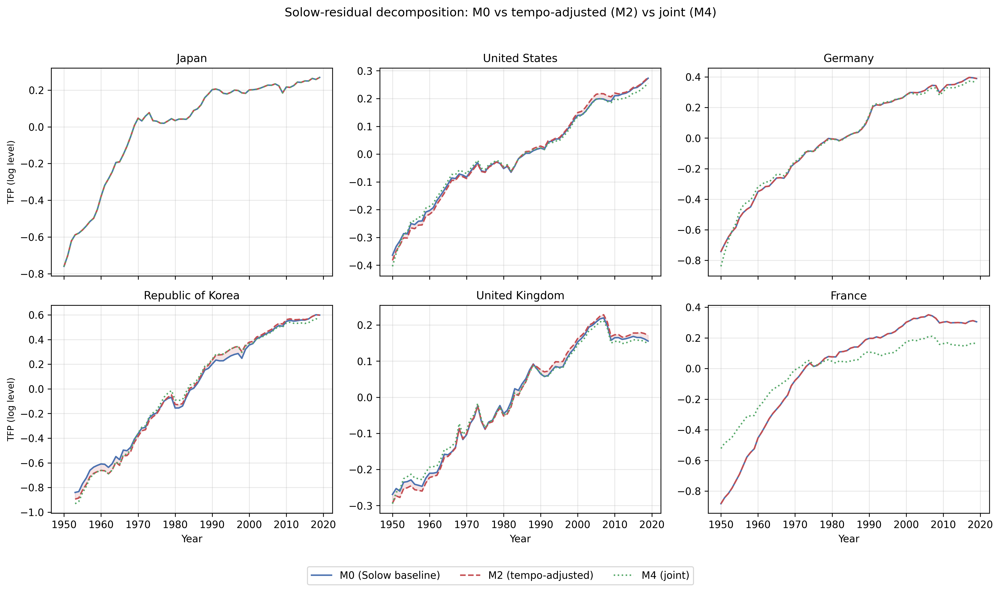 Solow-residual decomposition: M0 vs tempo-adjusted (M2) vs joint (M4)
Japan
United States
Germany
TFP (log level)
0.2
0.0
−0.2
−0.4
−0.6
−0.8
0.3
0.2
0.1
0.0
−0.1
−0.2
−0.3
−0.4
0.4
0.2
0.0
−0.2
−0.4
−0.6
−0.8
Republic of Korea
United Kingdom
France
TFP (log level)
0.6
0.4
0.2
0.0
−0.2
−0.4
−0.6
−0.8
−1.0
0.2
0.1
0.0
−0.1
−0.2
−0.3
0.4
0.2
0.0
−0.2
−0.4
−0.6
−0.8
1950 1960 1970 1980 1990 2000 2010 2020
1950 1960 1970 1980 1990 2000 2010 2020
1950 1960 1970 1980 1990 2000 2010 2020
Year
Year
Year
M0 (Solow baseline)
M2 (tempo-adjusted)
M4 (joint)